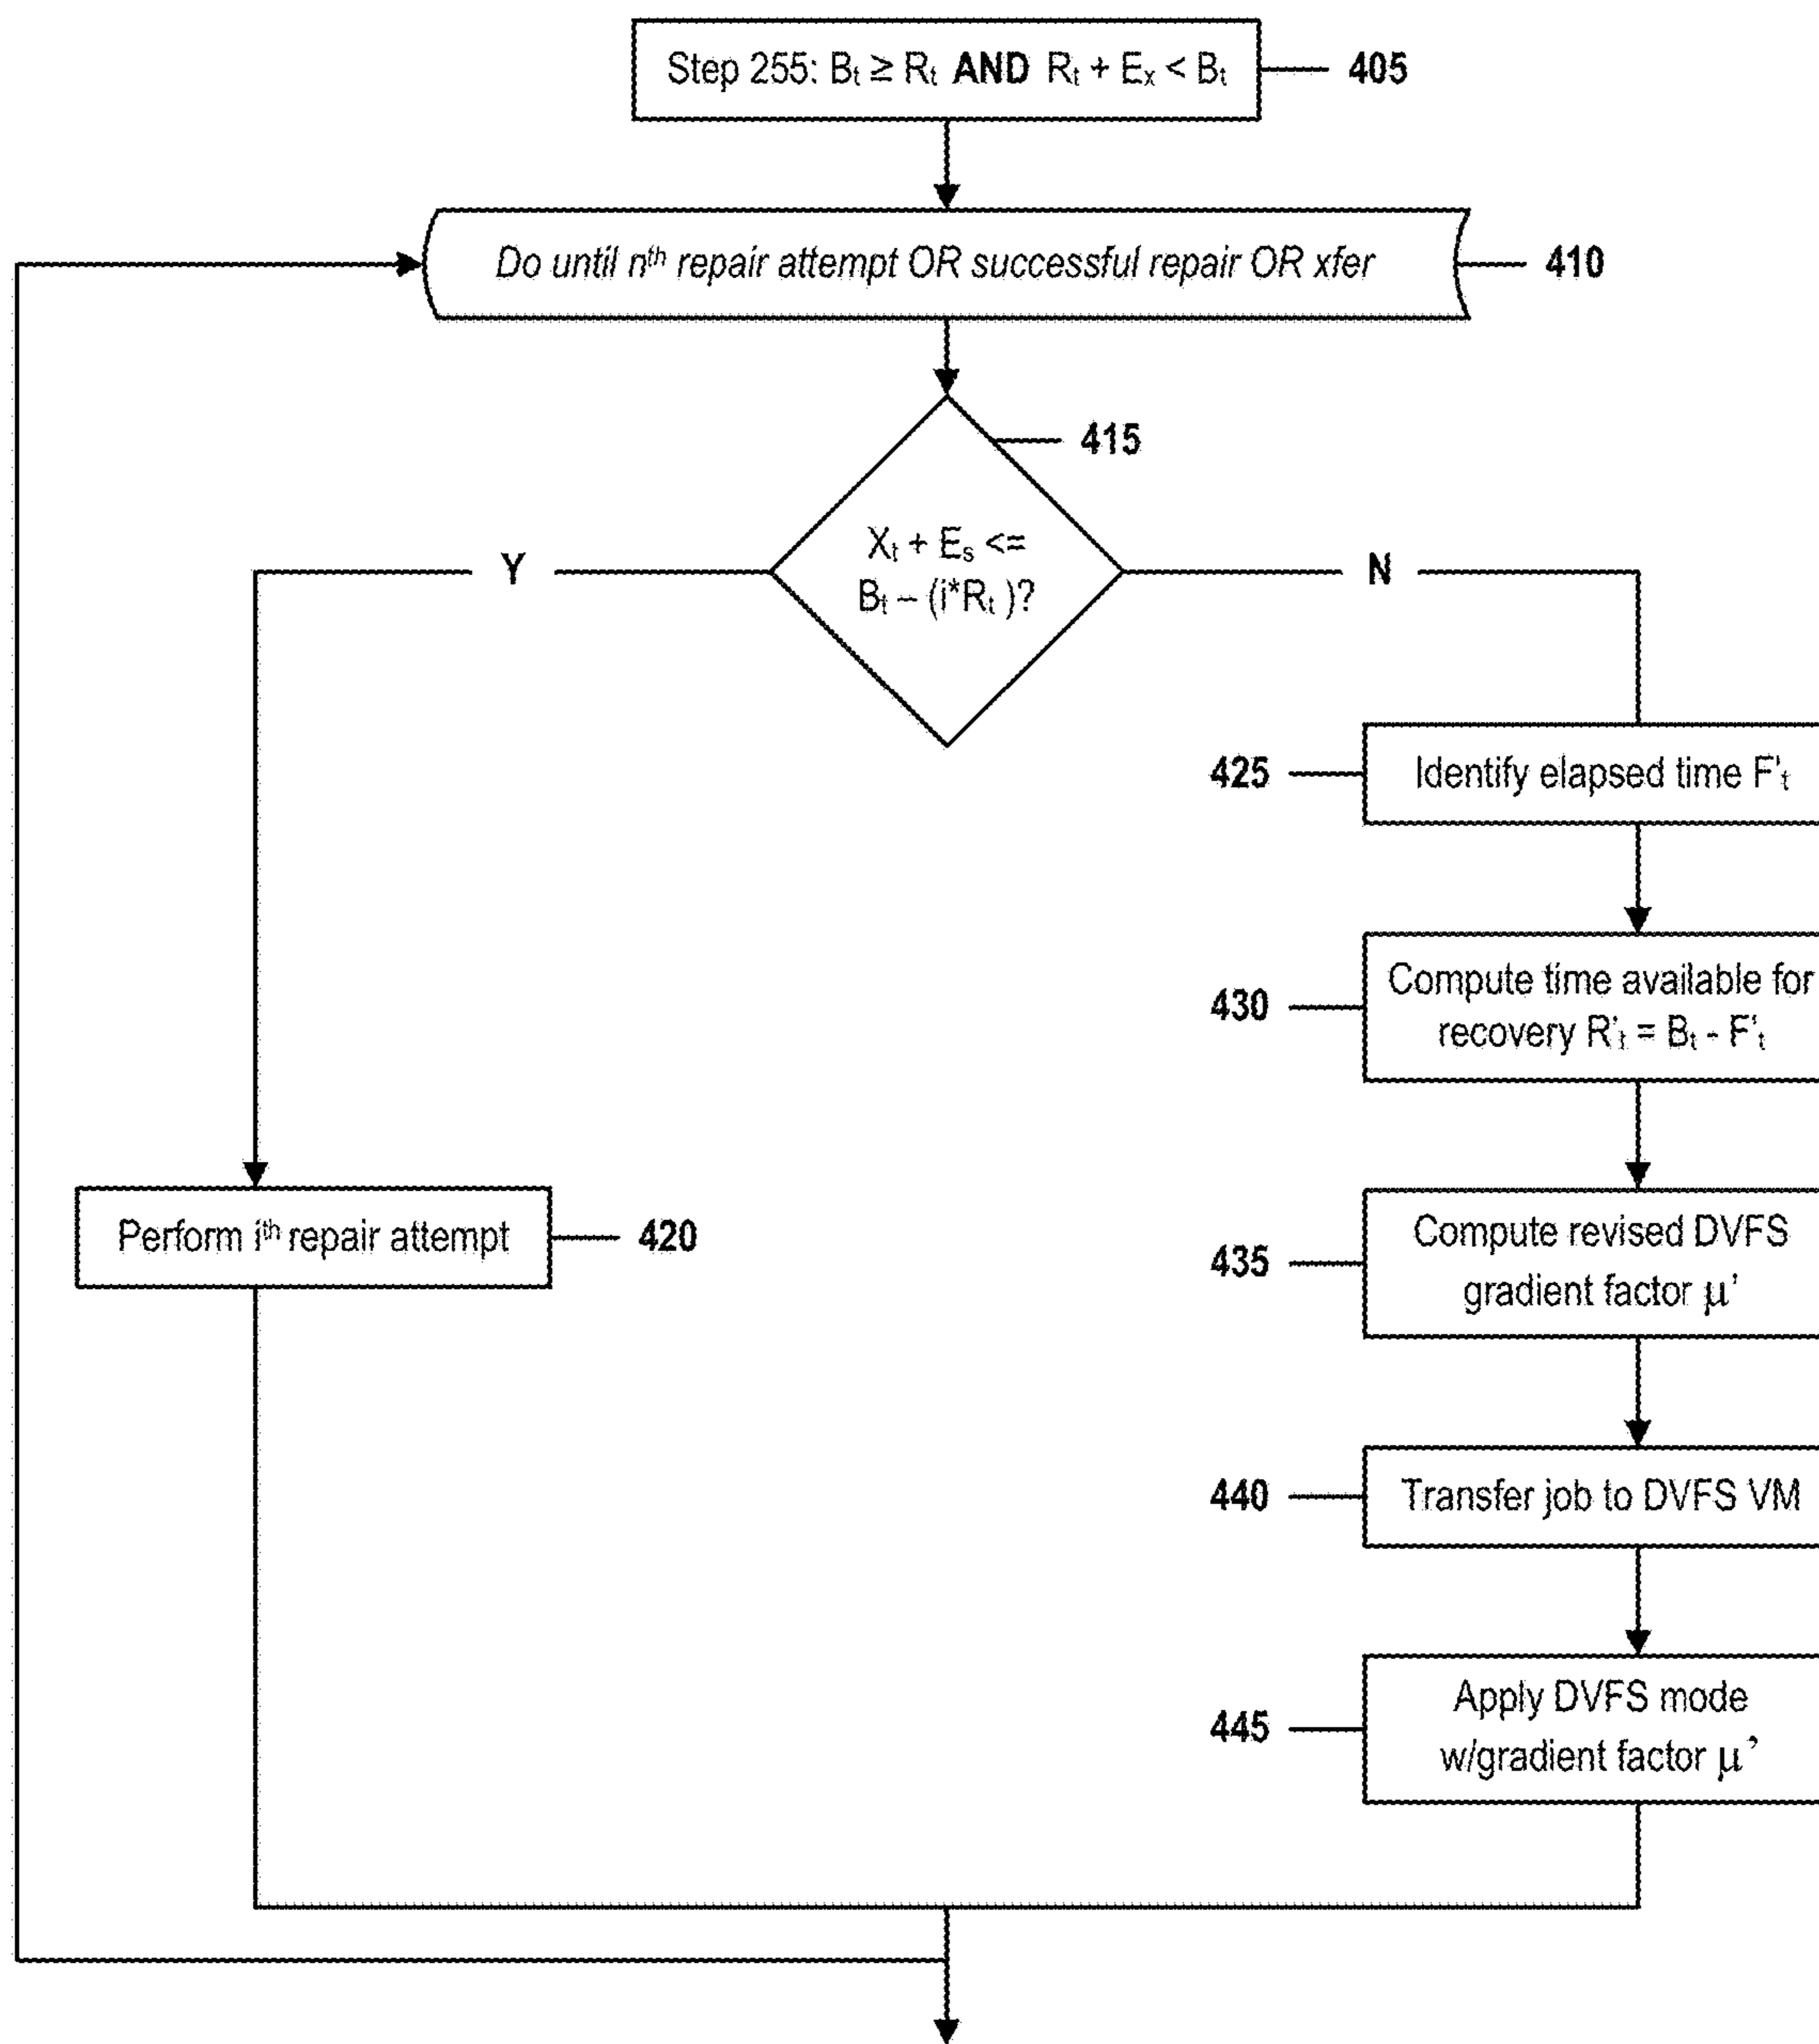 Step 255: Bₜ ≥ Rₜ AND Rₜ + Eₓ < Bₜ
405
Do until nᵗʰ repair attempt OR successful repair OR xfer
410
415
Xₜ + Eₛ <=
Bₜ – (i*Rₜ )?
Y
N
425
Identify elapsed time F'ₜ
430
Compute time available for
recovery R'ₜ = Bₜ - F'ₜ
Perform iᵗʰ repair attempt
420
435
Compute revised DVFS
gradient factor µ'
440
Transfer job to DVFS VM
445
Apply DVFS mode
w/gradient factor µ'